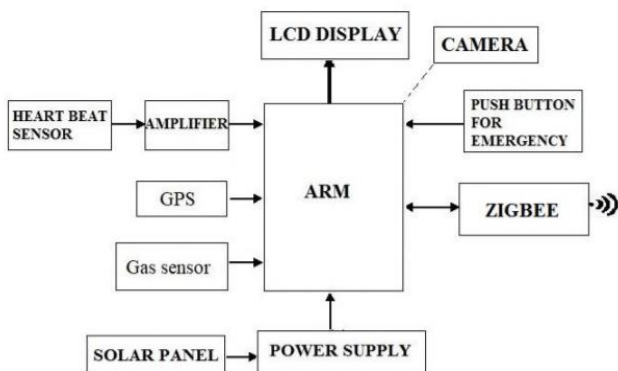 LCD DISPLAY
CAMERA
HEART BEAT
SENSOR
AMPLIFIER
PUSH BUTTON
FOR
EMERGENCY
GPS
ARM
ZIGBEE
Gas sensor
SOLAR PANEL
POWER SUPPLY